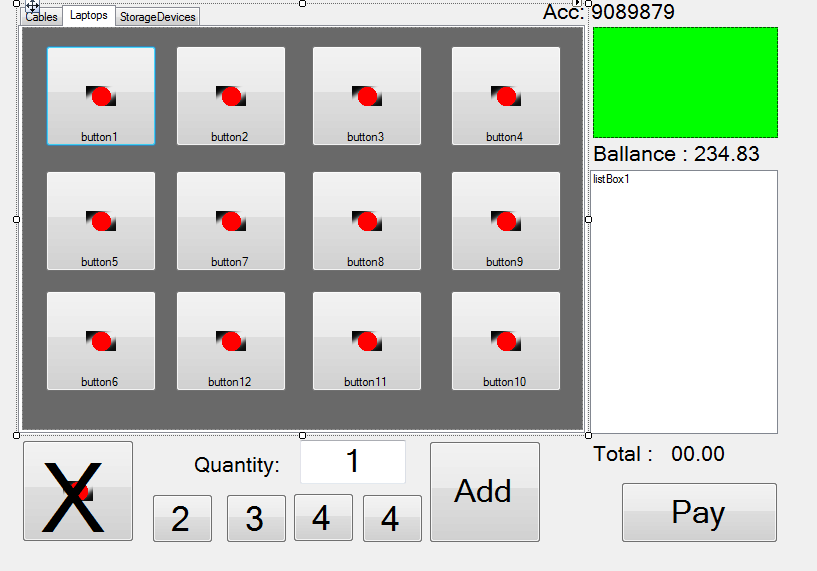 Cables Laptops StorageDevices
Acc: 9089879
button1 button2 button3 button4
Ballance : 234.83
listBox1
button5 button7 button8 button9
button6 button12 button11 button10
Total : 00.00
X
Quantity: 1
Add
2 3 4 4
Pay